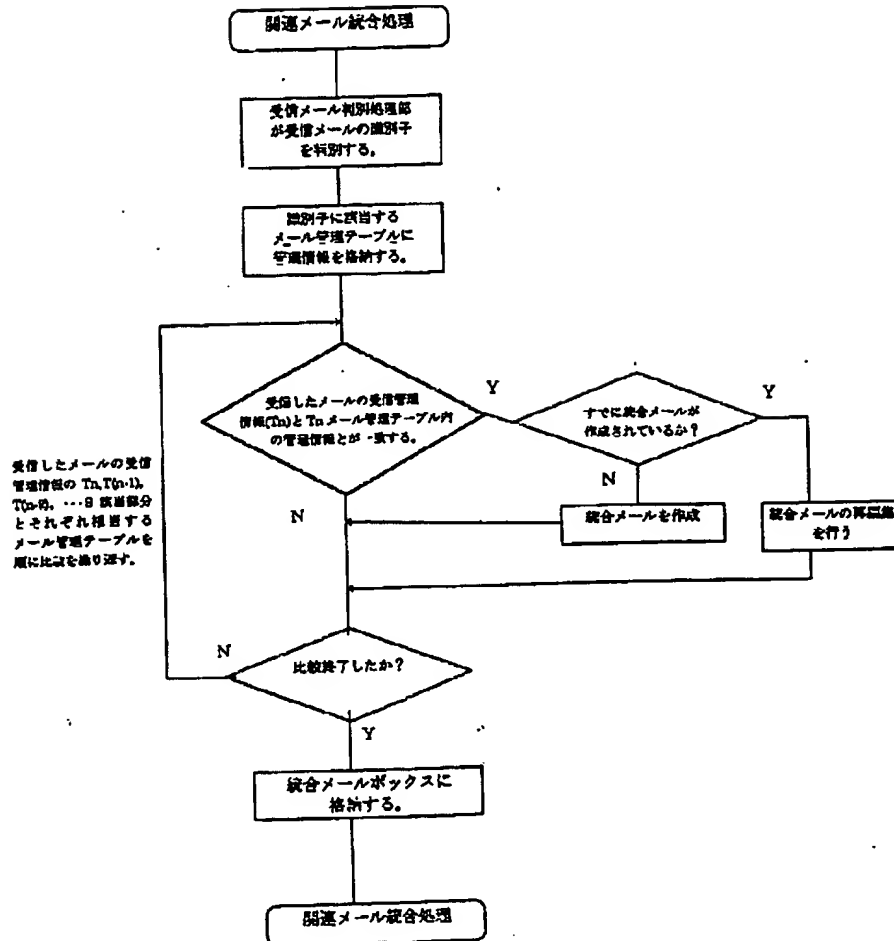 関連メール統合処理
受信メール判別処理部
が受信メールの識別子
を判別する。
識別子に該当する
メール管理テーブルに
管理情報を格納する。
受信したメールの受信管理
情報(Tn)と Tn メール管理テーブル内
の管理情報とが一致する。
Y
すでに統合メールが
作成されているか？
Y
N
N
統合メールを作成
統合メールの再編集
を行う
受信したメールの受信
管理情報の Tn,T(n-1),
とそれぞれ相当する
メール管理テーブルを
順に比較を繰り返す。
N
比較終了したか？
Y
統合メールボックスに
格納する。
関連メール統合処理